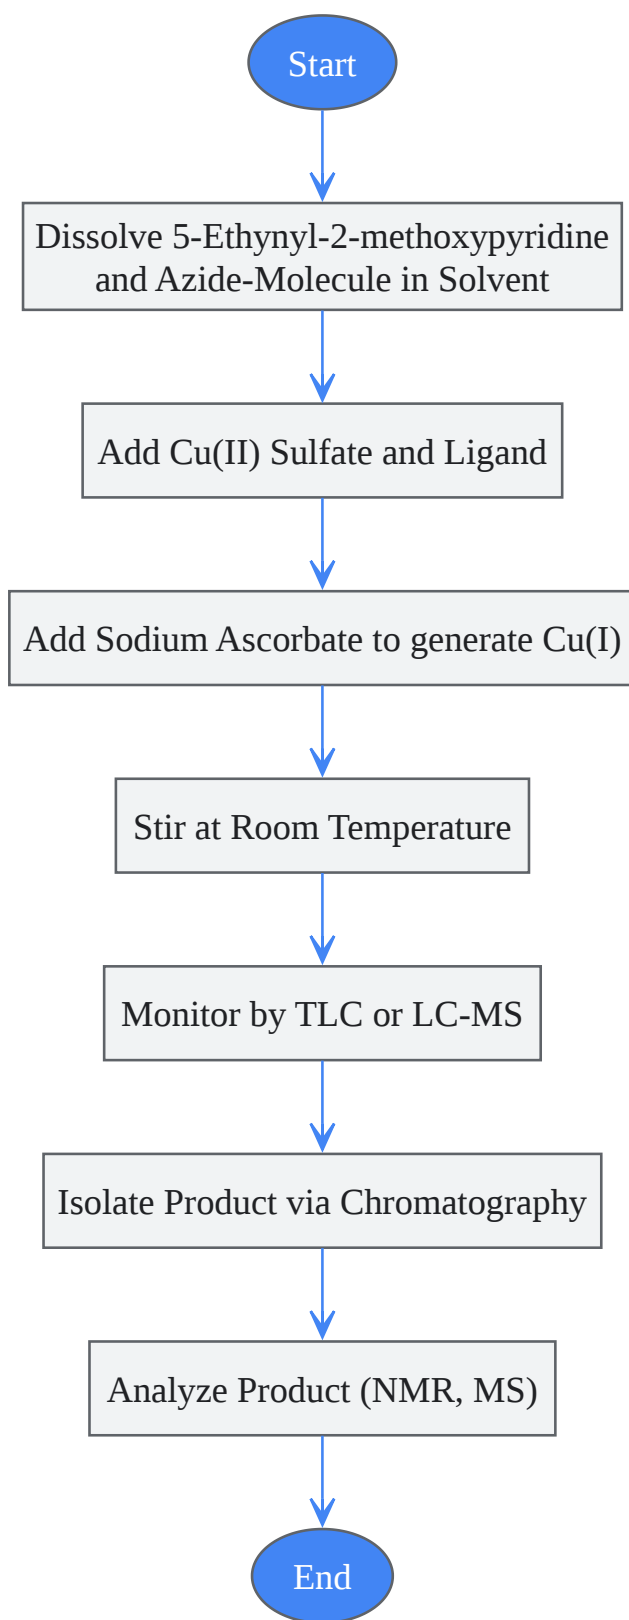 Start
Dissolve 5-Ethynyl-2-methoxypyridine
and Azide-Molecule in Solvent
Add Cu(II) Sulfate and Ligand
Add Sodium Ascorbate to generate Cu(I)
Stir at Room Temperature
Monitor by TLC or LC-MS
Isolate Product via Chromatography
Analyze Product (NMR, MS)
End